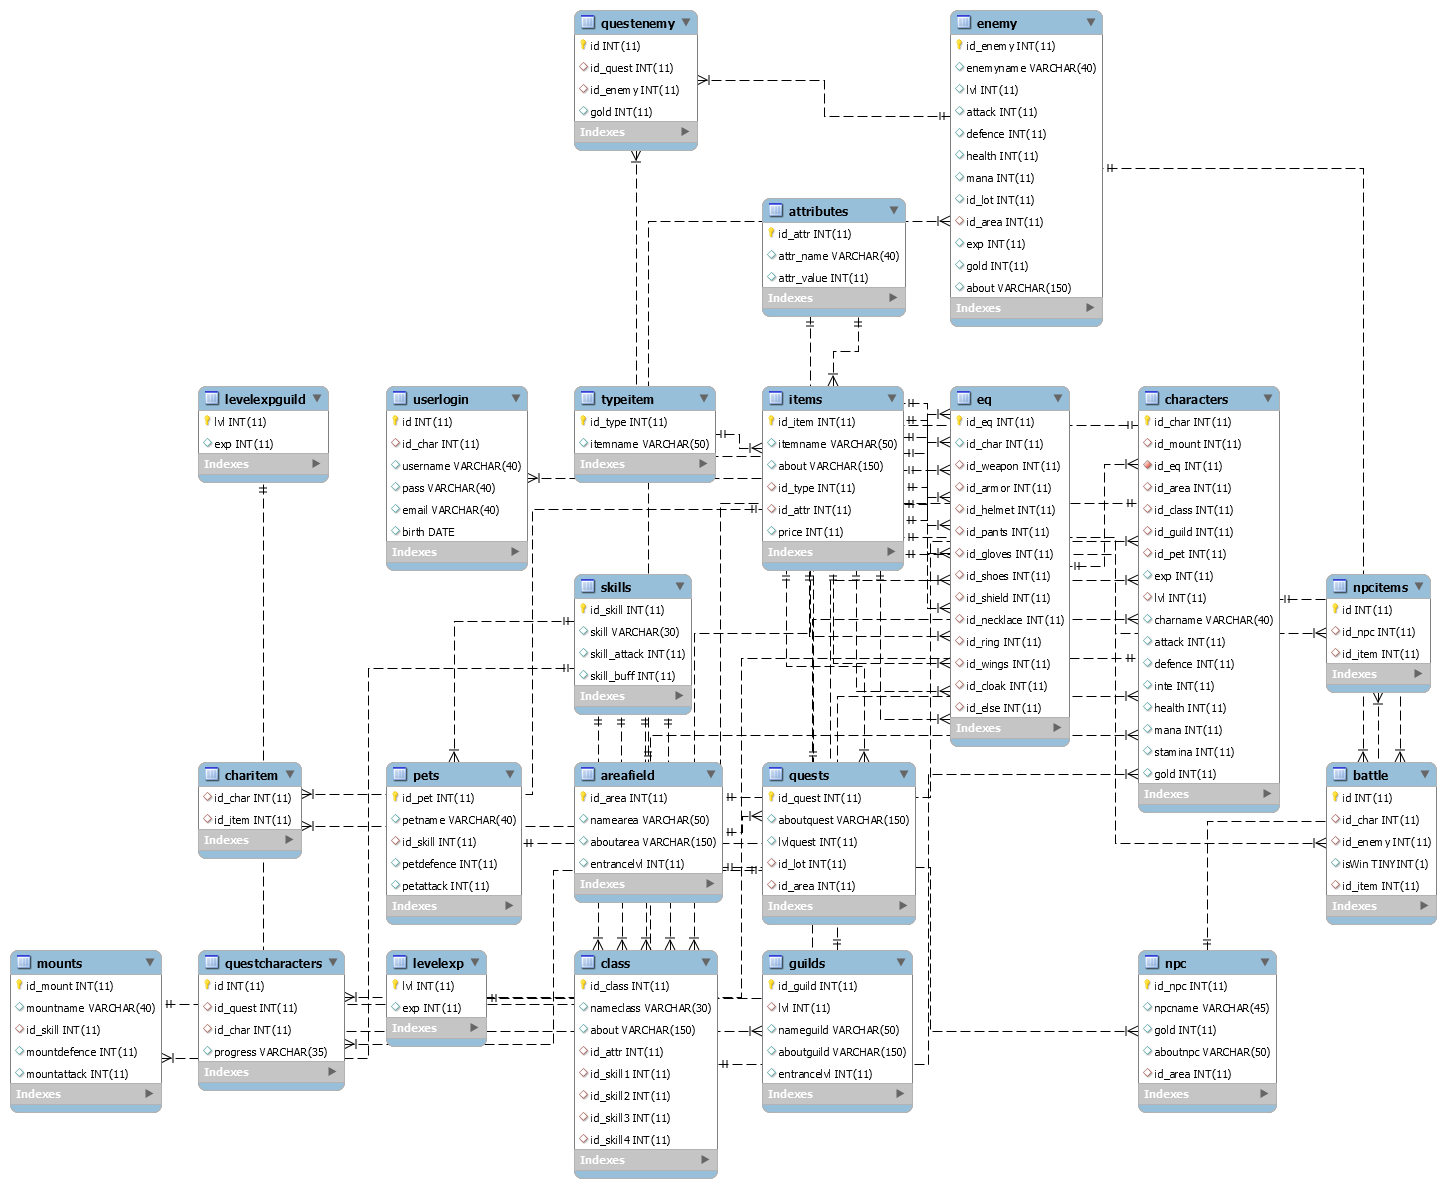 questenemy
id INT(11)
id_quest INT(11)
id_enemy INT(11)
gold INT(11)
Indexes
enemy
id_enemy INT(11)
enemyname VARCHAR(40)
lvl INT(11)
attack INT(11)
defence INT(11)
health INT(11)
mana INT(11)
id_lot INT(11)
id_area INT(11)
exp INT(11)
gold INT(11)
about VARCHAR(150)
Indexes
attributes
id_attr INT(11)
attr_name VARCHAR(40)
attr_value INT(11)
Indexes
levelexpguild
lvl INT(11)
exp INT(11)
Indexes
userlogin
id INT(11)
id_char INT(11)
username VARCHAR(40)
pass VARCHAR(40)
email VARCHAR(40)
birth DATE
Indexes
typeitem
id_type INT(11)
itemname VARCHAR(50)
Indexes
items
id_item INT(11)
itemname VARCHAR(50)
about VARCHAR(150)
id_type INT(11)
id_attr INT(11)
price INT(11)
Indexes
eq
id_eq INT(11)
id_char INT(11)
id_weapon INT(11)
id_armor INT(11)
id_helmet INT(11)
id_pants INT(11)
id_gloves INT(11)
id_shoes INT(11)
id_shield INT(11)
id_necklace INT(11)
id_ring INT(11)
id_wings INT(11)
id_cloak INT(11)
id_else INT(11)
Indexes
characters
id_char INT(11)
id_mount INT(11)
id_eq INT(11)
id_area INT(11)
id_class INT(11)
id_guild INT(11)
id_pet INT(11)
exp INT(11)
lvl INT(11)
charname VARCHAR(40)
attack INT(11)
defence INT(11)
inte INT(11)
health INT(11)
mana INT(11)
stamina INT(11)
gold INT(11)
Indexes
skills
id_skill INT(11)
skill VARCHAR(30)
skill_attack INT(11)
skill_buff INT(11)
Indexes
npcitems
id INT(11)
id_npc INT(11)
id_item INT(11)
Indexes
charitem
id_char INT(11)
id_item INT(11)
Indexes
pets
id_pet INT(11)
petname VARCHAR(40)
id_skill INT(11)
petdefence INT(11)
petattack INT(11)
Indexes
areafield
id_area INT(11)
namearea VARCHAR(50)
aboutarea VARCHAR(150)
entrancelvl INT(11)
Indexes
quests
id_quest INT(11)
aboutquest VARCHAR(150)
lvlquest INT(11)
id_lot INT(11)
id_area INT(11)
Indexes
battle
id INT(11)
id_char INT(11)
id_enemy INT(11)
isWin TINYINT(1)
id_item INT(11)
Indexes
mounts
id_mount INT(11)
mountname VARCHAR(40)
id_skill INT(11)
mountdefence INT(11)
mountattack INT(11)
Indexes
questcharacters
id INT(11)
id_quest INT(11)
id_char INT(11)
progress VARCHAR(35)
Indexes
levelexp
lvl INT(11)
exp INT(11)
Indexes
class
id_class INT(11)
nameclass VARCHAR(30)
about VARCHAR(150)
id_attr INT(11)
id_skill1 INT(11)
id_skill2 INT(11)
id_skill3 INT(11)
id_skill4 INT(11)
Indexes
guilds
id_guild INT(11)
lvl INT(11)
nameguild VARCHAR(50)
aboutguild VARCHAR(150)
entrancelvl INT(11)
Indexes
npc
id_npc INT(11)
npcname VARCHAR(45)
gold INT(11)
aboutnpc VARCHAR(50)
id_area INT(11)
Indexes